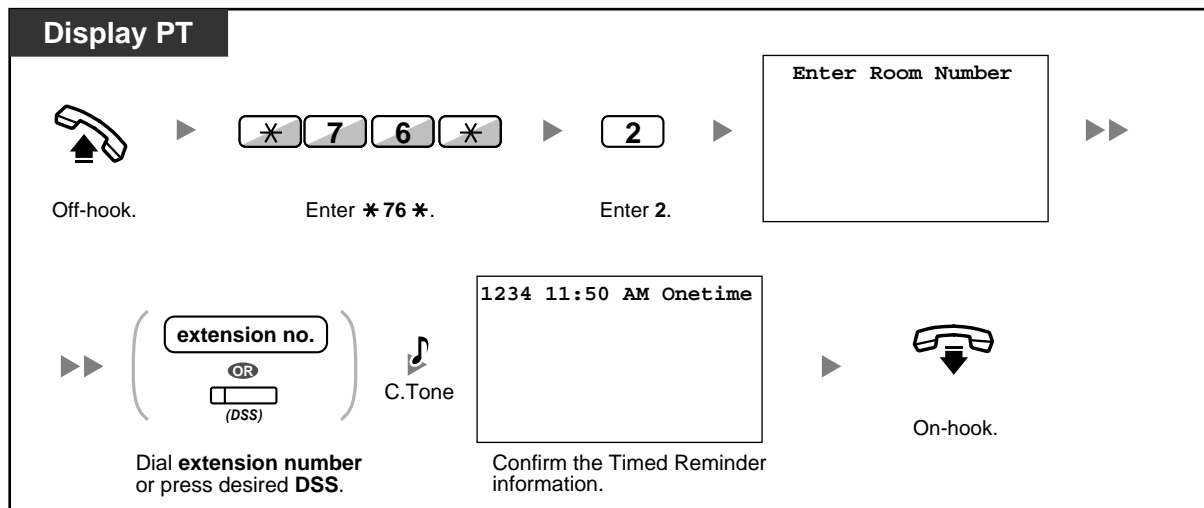 Display PT
Enter Room Number
✳ 7 6 ✳
2
Off-hook.
Enter ✳ 76 ✳.
Enter 2.
extension no.
OR
(DSS)
C.Tone
1234 11:50 AM Onetime
Dial extension number
or press desired DSS.
Confirm the Timed Reminder
information.
On-hook.